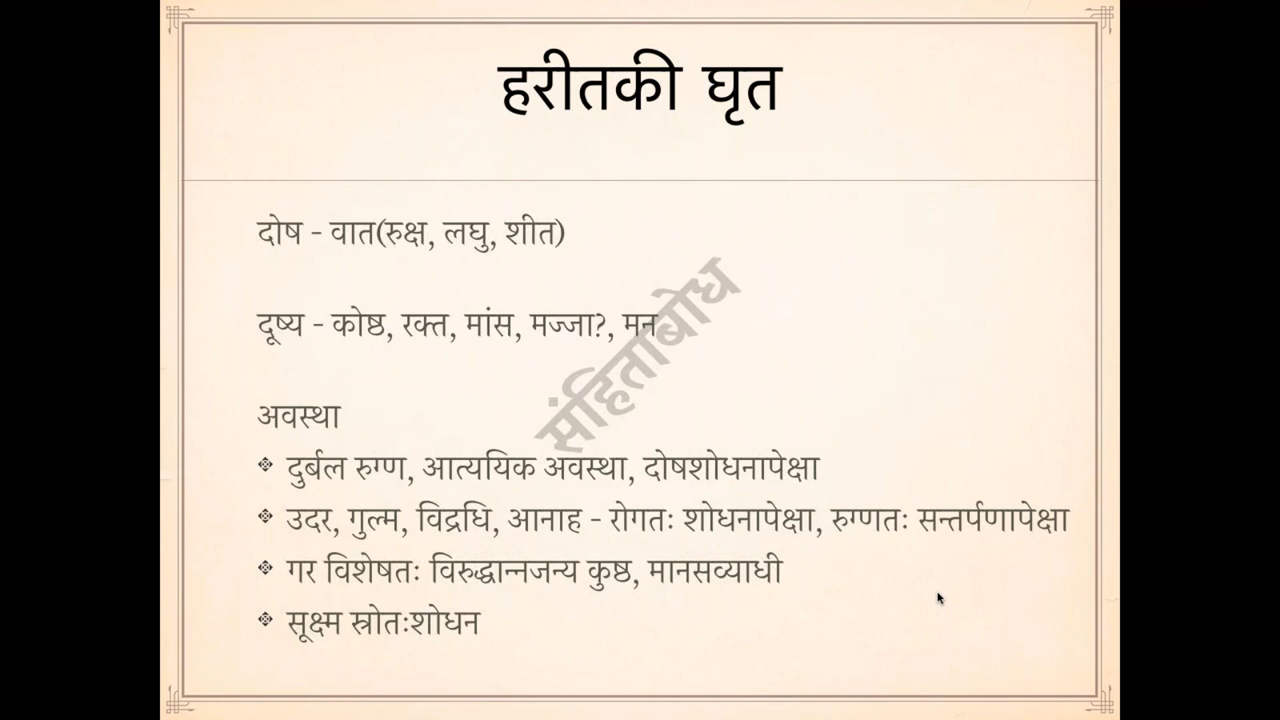 हरीतकी घृत
दोष - वात(रुक्ष, लघु, शीत)
दूष्य - कोष्ठ, रक्त, मांस, मज्जा?, मन
संहिताबोध
अवस्था
दुर्बल रुग्ण, आत्ययिक अवस्था, दोषशोधनापेक्षा
उदर, गुल्म, विद्रधि, आनाह - रोगतः शोधनापेक्षा, रुग्णतः सन्तर्पणापेक्षा
गर विशेषतः विरुद्धान्नजन्य कुष्ठ, मानसव्याधी
सूक्ष्म स्रोतःशोधन